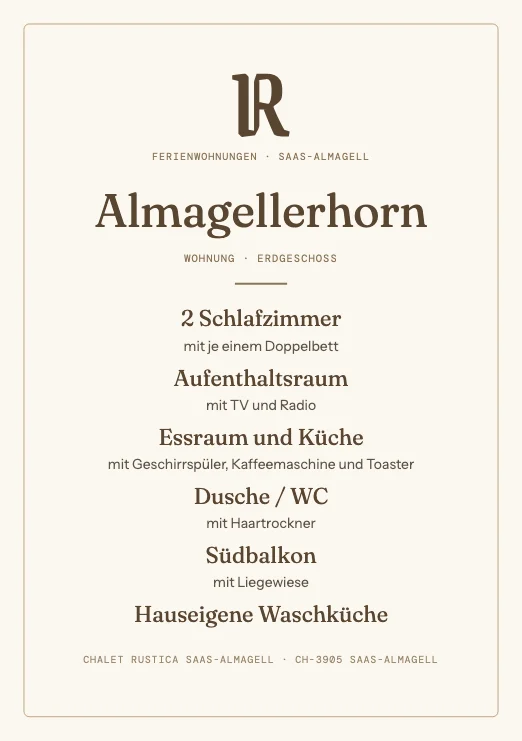 R
FERIENWOHNUNGEN · SAAS-ALMAGELL
Almagellerhorn
WOHNUNG · ERDGESCHOSS
2 Schlafzimmer
mit je einem Doppelbett
Aufenthaltsraum
mit TV und Radio
Essraum und Küche
mit Geschirrspüler, Kaffeemaschine und Toaster
Dusche / WC
mit Haartrockner
Südbalkon
mit Liegewiese
Hauseigene Waschküche
CHALET RUSTICA SAAS-ALMAGELL · CH-3905 SAAS-ALMAGELL